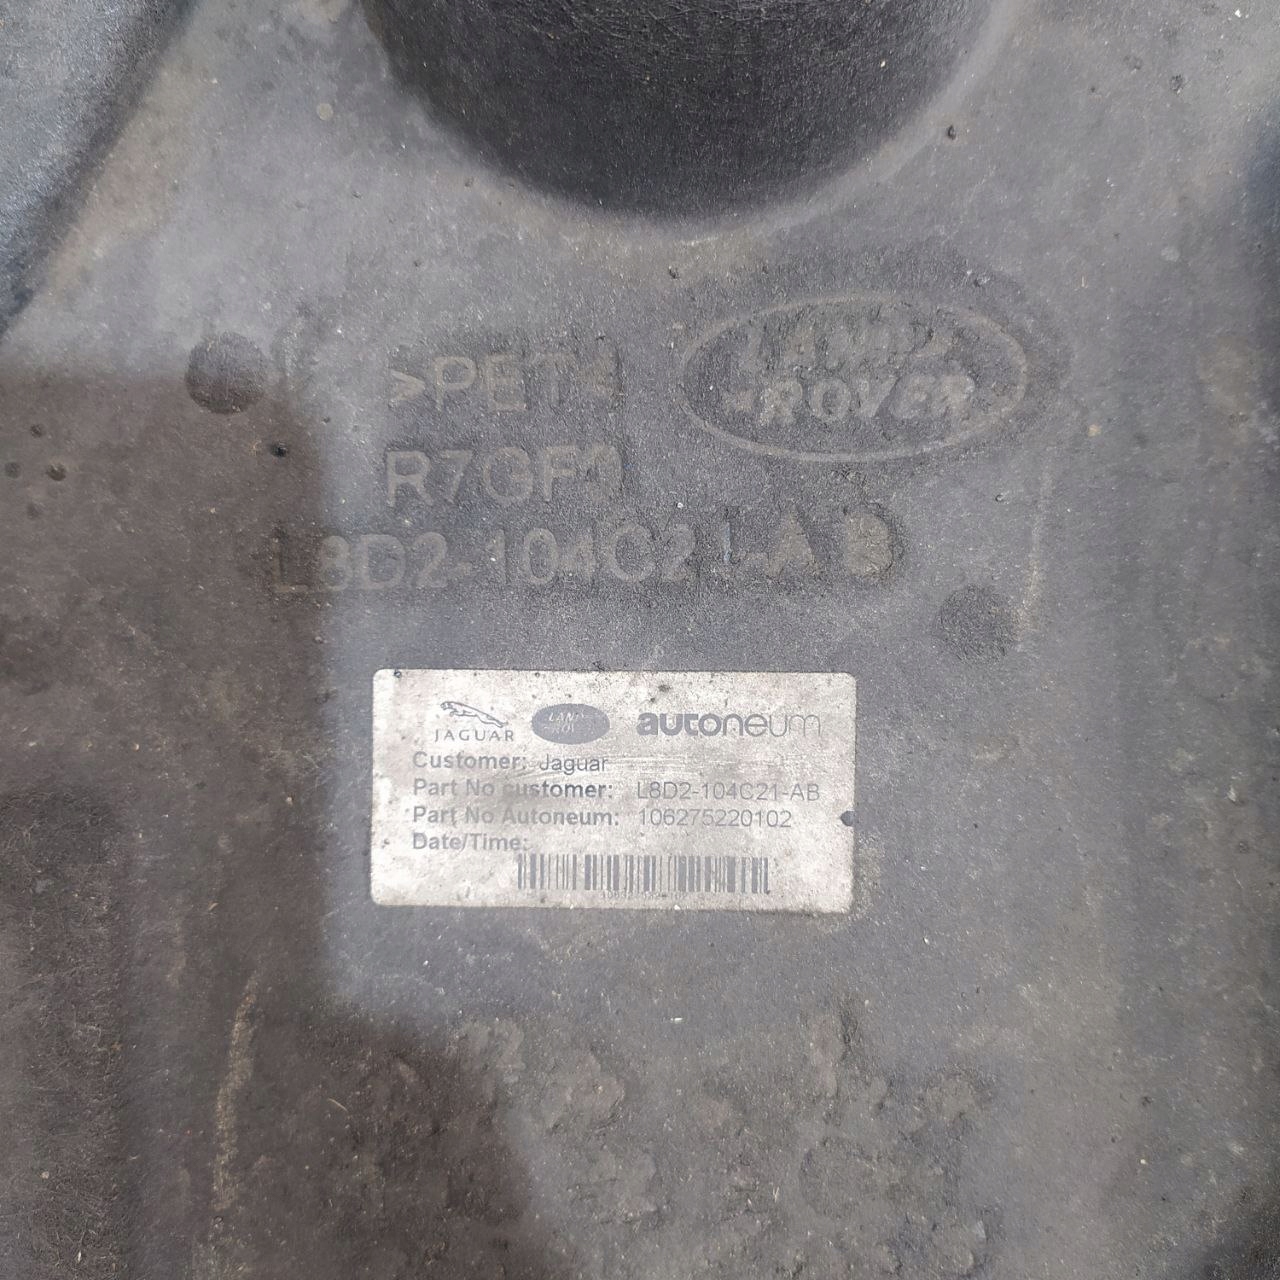 >PET<
LAND
ROVER
L8D2-104C21-AB
JAGUAR
LAND
autoneum
Customer: Jaguar
Part No customer: L8D2-104C21-AB
Part No Autoneum: 106275220102
Date/Time: